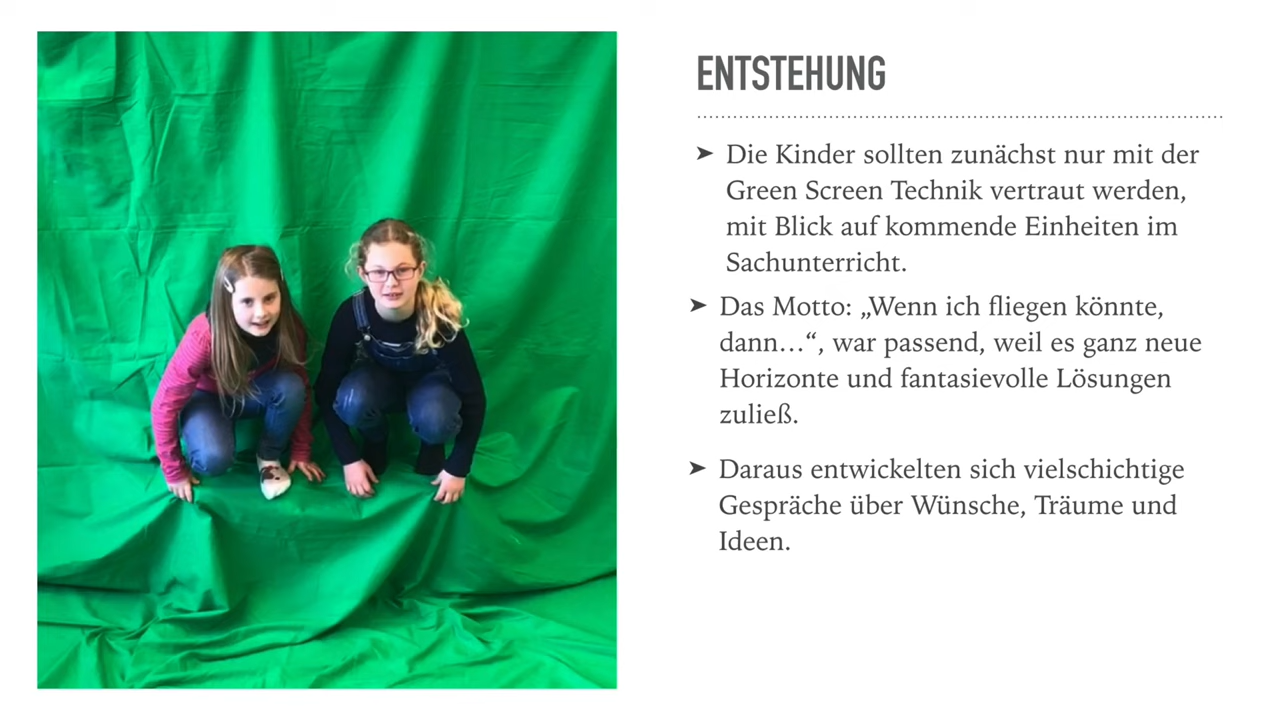 ENTSTEHUNG
➤ Die Kinder sollten zunächst nur mit der
Green Screen Technik vertraut werden,
mit Blick auf kommende Einheiten im
Sachunterricht.
➤ Das Motto: „Wenn ich fliegen könnte,
dann…“, war passend, weil es ganz neue
Horizonte und fantasievolle Lösungen
zuließ.
➤ Daraus entwickelten sich vielschichtige
Gespräche über Wünsche, Träume und
Ideen.